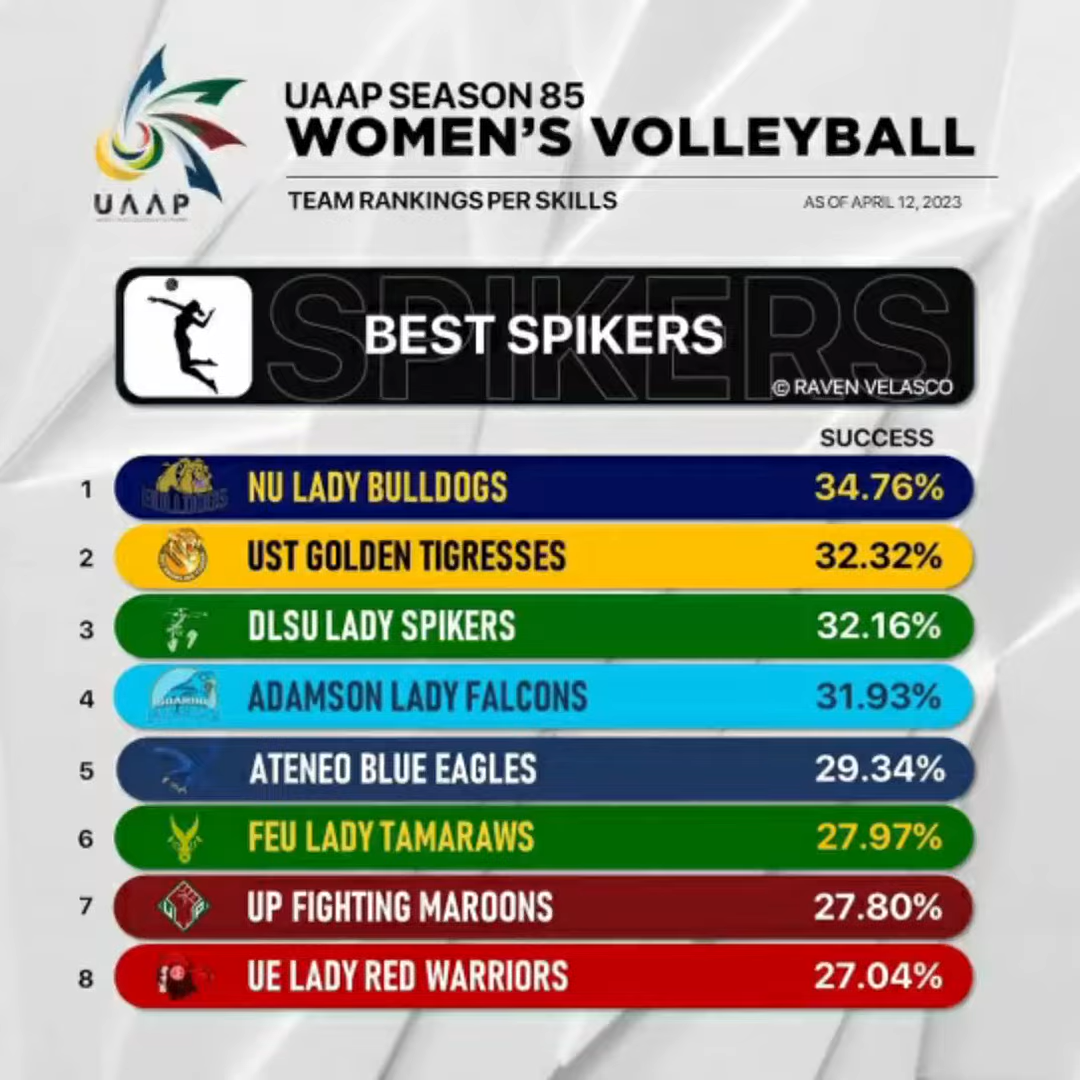 UAAP SEASON 85
WOMEN'S VOLLEYBALL
UAAP
TEAM RANKINGS PER SKILLS AS OF APRIL 12, 2023
SPIKERS
BEST SPIKERS
© RAVEN VELASCO
SUCCESS
1 BULLDOGS NU LADY BULLDOGS 34.76%
2 UST GOLDEN TIGRESSES 32.32%
3 DLSU LADY SPIKERS 32.16%
4 SOARING ADAMSON LADY FALCONS 31.93%
5 ATENEO BLUE EAGLES 29.34%
6 FEU LADY TAMARAWS 27.97%
7 UP UP FIGHTING MAROONS 27.80%
8 UE LADY RED WARRIORS 27.04%